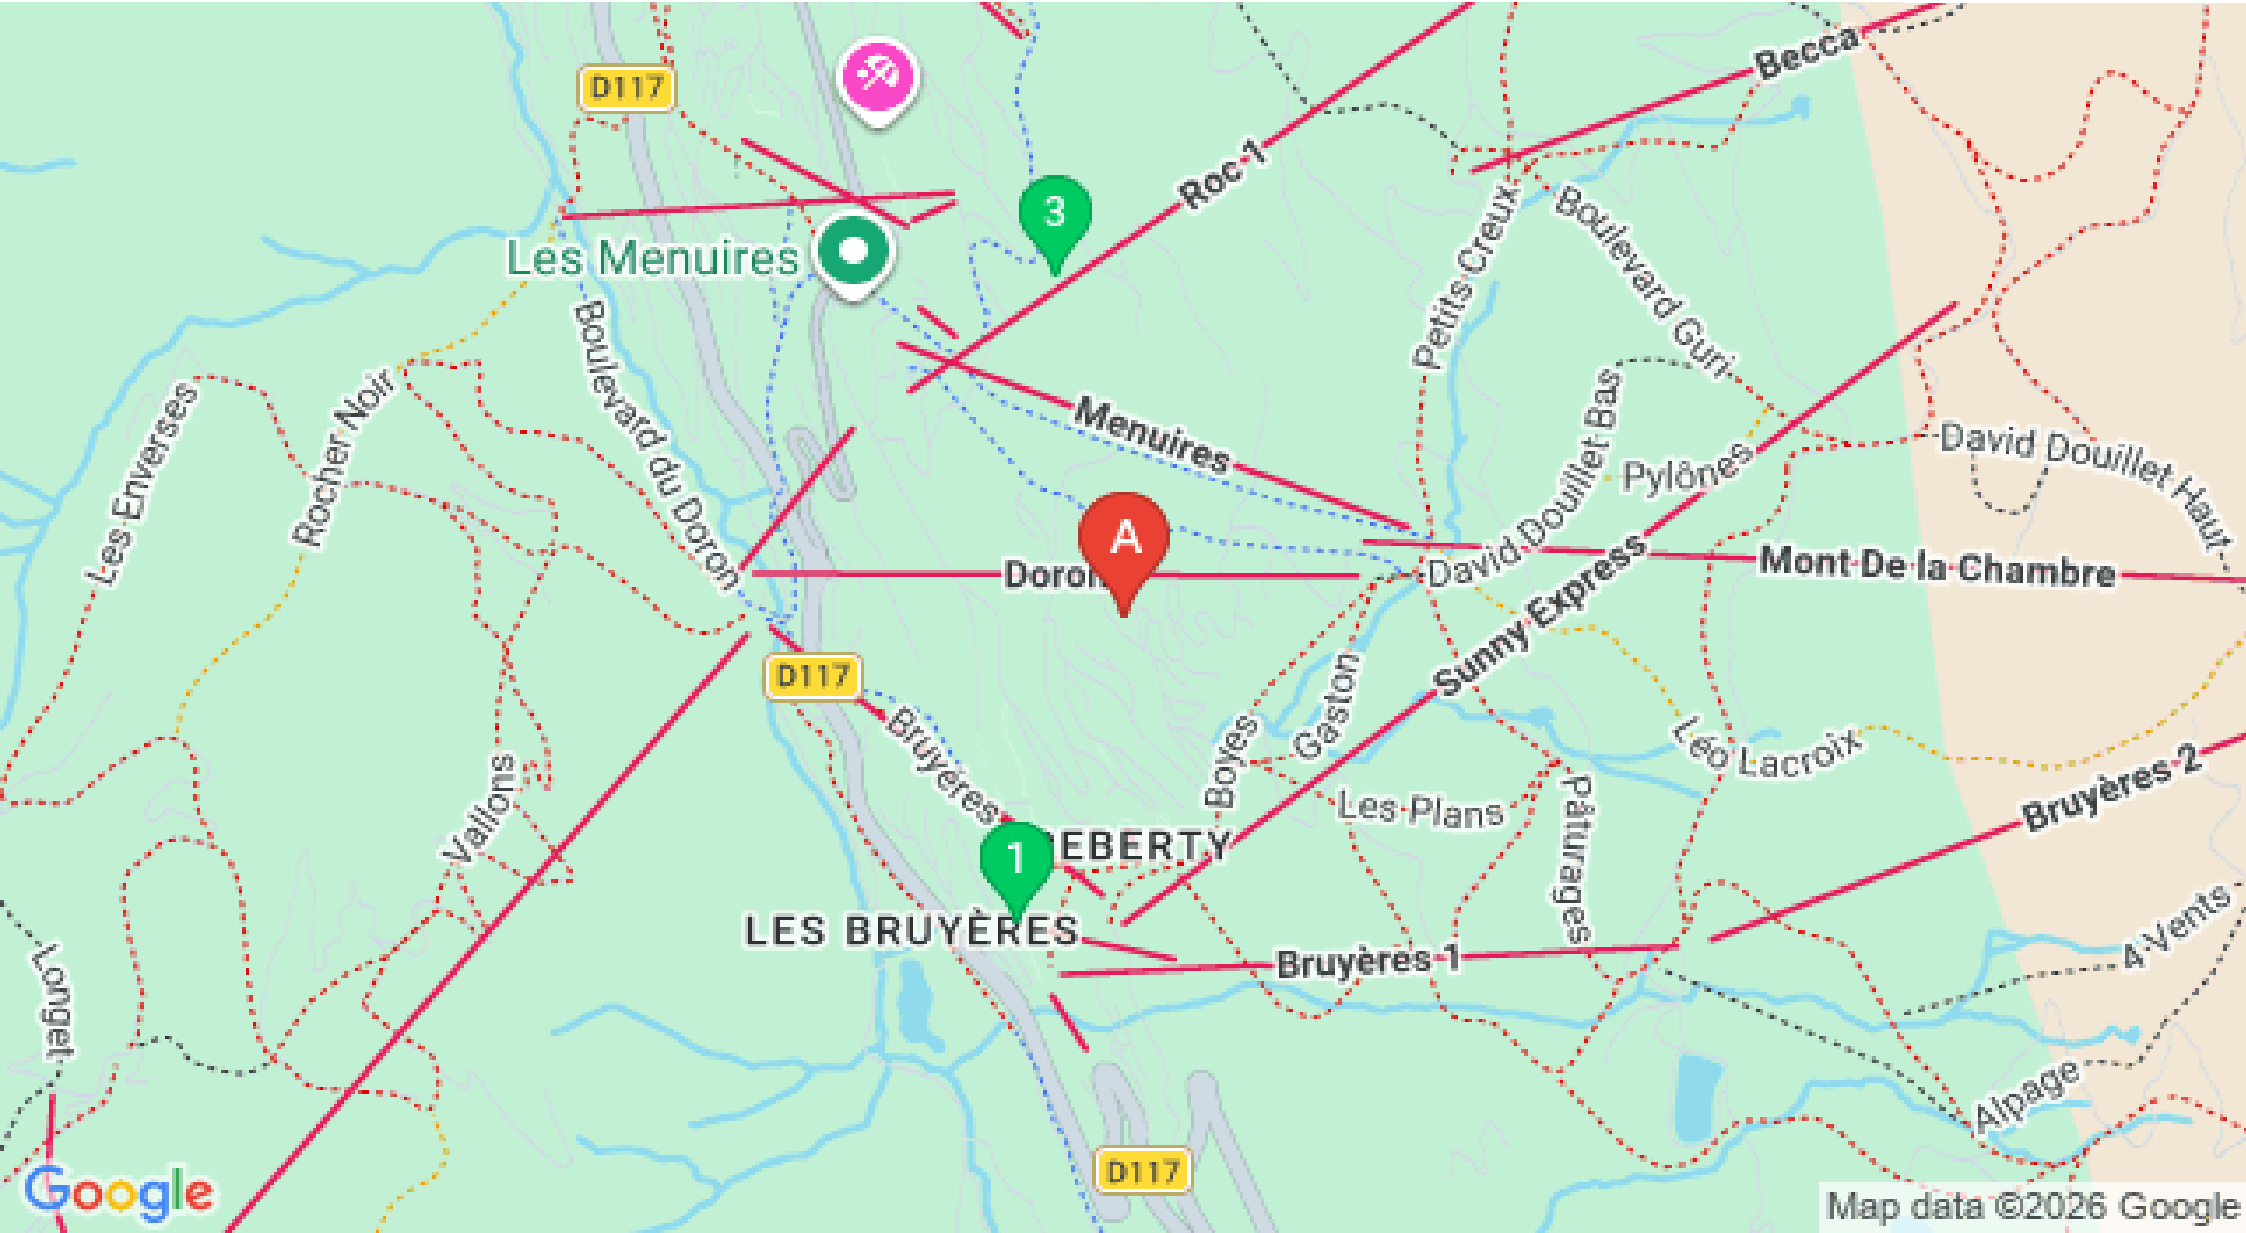 Becca
D117
Roc 1
3
Les Menuires
Petits Creux
Boulevard Guri
Boulevard du Doron
Les Enverses
Rocher Noir
Menuires
David Douillet Bas
Pylônes
David Douillet Haut
A
Doron
David Douillet
Mont De la Chambre
Sunny Express
D117
Bruyères
Gaston
Boyes
Léo Lacroix
Les Plans
Pâturages
Bruyères 2
Vallons
1
EBERTY
LES BRUYÈRES
Bruyères 1
4 Vents
Longet
Alpage
D117
Google
Map data ©2026 Google